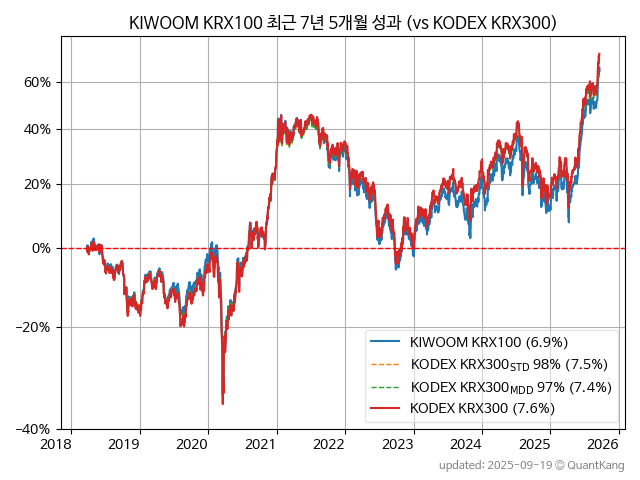 KIWOOM KRX100 최근 7년 5개월 성과 (vs KODEX KRX300)
60%
40%
20%
0%
−20%
−40%
KIWOOM KRX100 (6.9%)
KODEX KRX300STD 98% (7.5%)
KODEX KRX300MDD 97% (7.4%)
KODEX KRX300 (7.6%)
2018 2019 2020 2021 2022 2023 2024 2025 2026
updated: 2025-09-19 © QuantKang